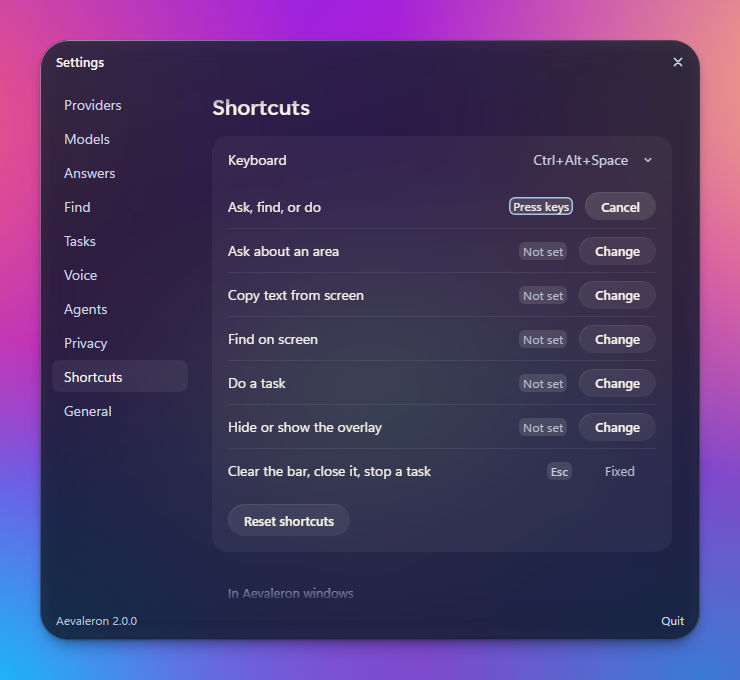 Settings
Providers
Models
Answers
Find
Tasks
Voice
Agents
Privacy
Shortcuts
General
Shortcuts
Keyboard Ctrl+Alt+Space
Ask, find, or do Press keys Cancel
Ask about an area Not set Change
Copy text from screen Not set Change
Find on screen Not set Change
Do a task Not set Change
Hide or show the overlay Not set Change
Clear the bar, close it, stop a task Esc Fixed
Reset shortcuts
In Aevaleron windows
Aevaleron 2.0.0 Quit